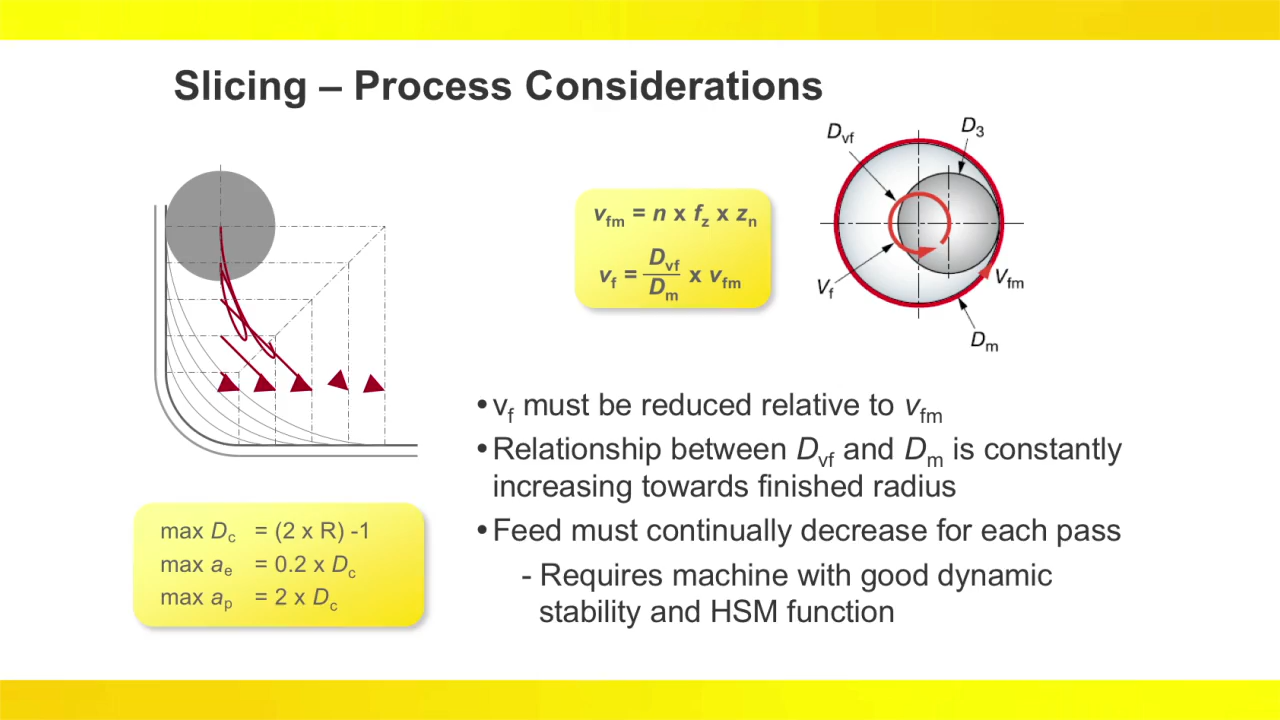 Slicing – Process Considerations
D_vf
D_3
v_fm = n x f_z x z_n
v_f = D_vf / D_m x v_fm
V_f
V_fm
D_m
• v_f must be reduced relative to v_fm
• Relationship between D_vf and D_m is constantly
increasing towards finished radius
• Feed must continually decrease for each pass
- Requires machine with good dynamic
stability and HSM function
max D_c = (2 x R) -1
max a_e = 0.2 x D_c
max a_p = 2 x D_c